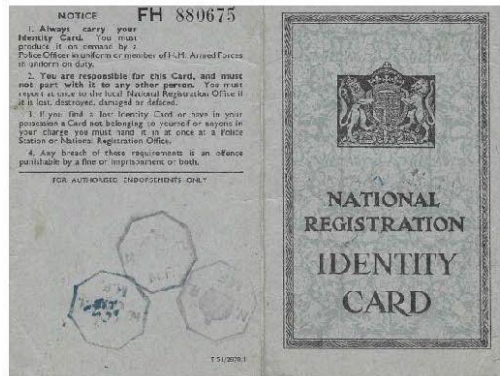 NOTICE FH 880675
1. Always carry your
Identity Card. You must
produce it on demand by a
Police Officer in uniform or member of H.M. Armed Forces
in uniform on duty.
2. You are responsible for this Card, and must
not part with it to any other person. You must
report at once to the local National Registration Office if
it is lost, destroyed, damaged or defaced.
3. If you find a lost Identity Card or have in your
possession a Card not belonging to yourself or anyone in
your charge you must hand it in at once at a Police
Station or National Registration Office.
4. Any breach of these requirements is an offence
punishable by a fine or imprisonment or both.
FOR AUTHORISED ENDORSEMENTS ONLY
NATIONAL
REGISTRATION
IDENTITY
CARD